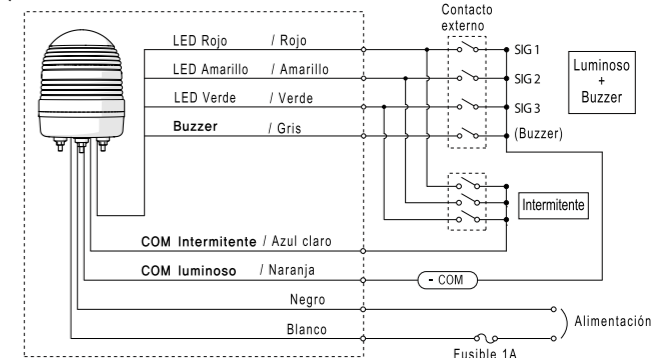 Contacto
externo
LED Rojo / Rojo
SIG 1
LED Amarillo / Amarillo
SIG 2
LED Verde / Verde
SIG 3
Buzzer / Gris
(Buzzer)
Luminoso
+
Buzzer
Intermitente
COM Intermitente / Azul claro
COM luminoso / Naranja
- COM
Negro
Alimentación
Blanco
Fusible 1A